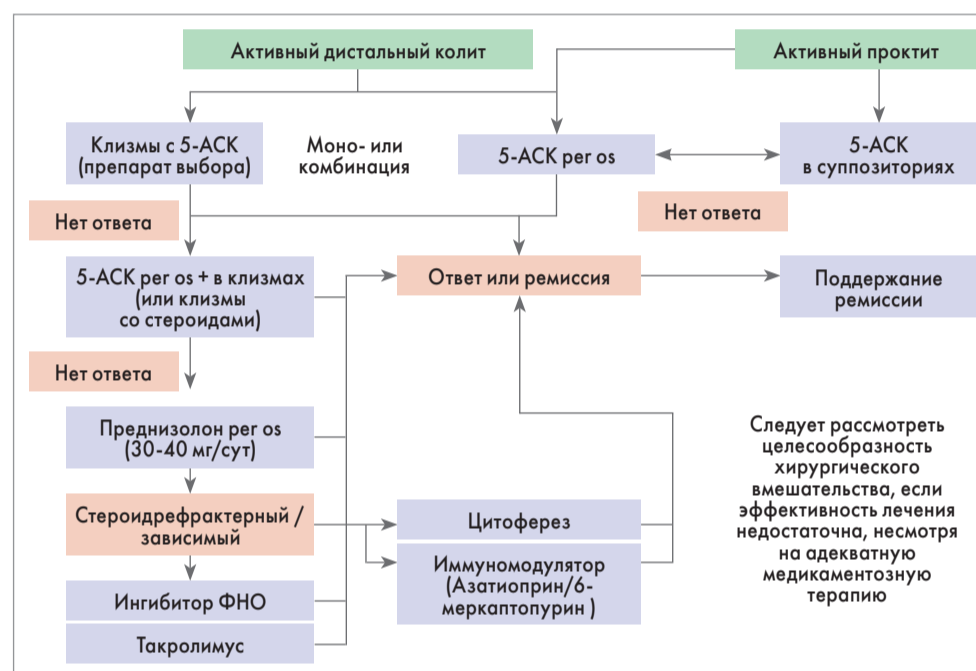 Активный дистальный колит
Активный проктит
Клизмы с 5-АСК
(препарат выбора)
Моно- или
комбинация
5-АСК per os
5-АСК
в суппозиториях
Нет ответа
Нет ответа
5-АСК per os + в клизмах
(или клизмы
со стероидами)
Ответ или ремиссия
Поддержание
ремиссии
Нет ответа
Преднизолон per os
(30-40 мг/сут)
Стероидрефрактерный /
зависимый
Ингибитор ФНО
Такролимус
Цитоферез
Иммуномодулятор
(Азатиоприн/6-
меркаптопурин )
Следует рассмотреть
целесообразность
хирургического
вмешательства, если
эффективность лечения
недостаточна, несмотря
на адекватную
медикаментозную
терапию